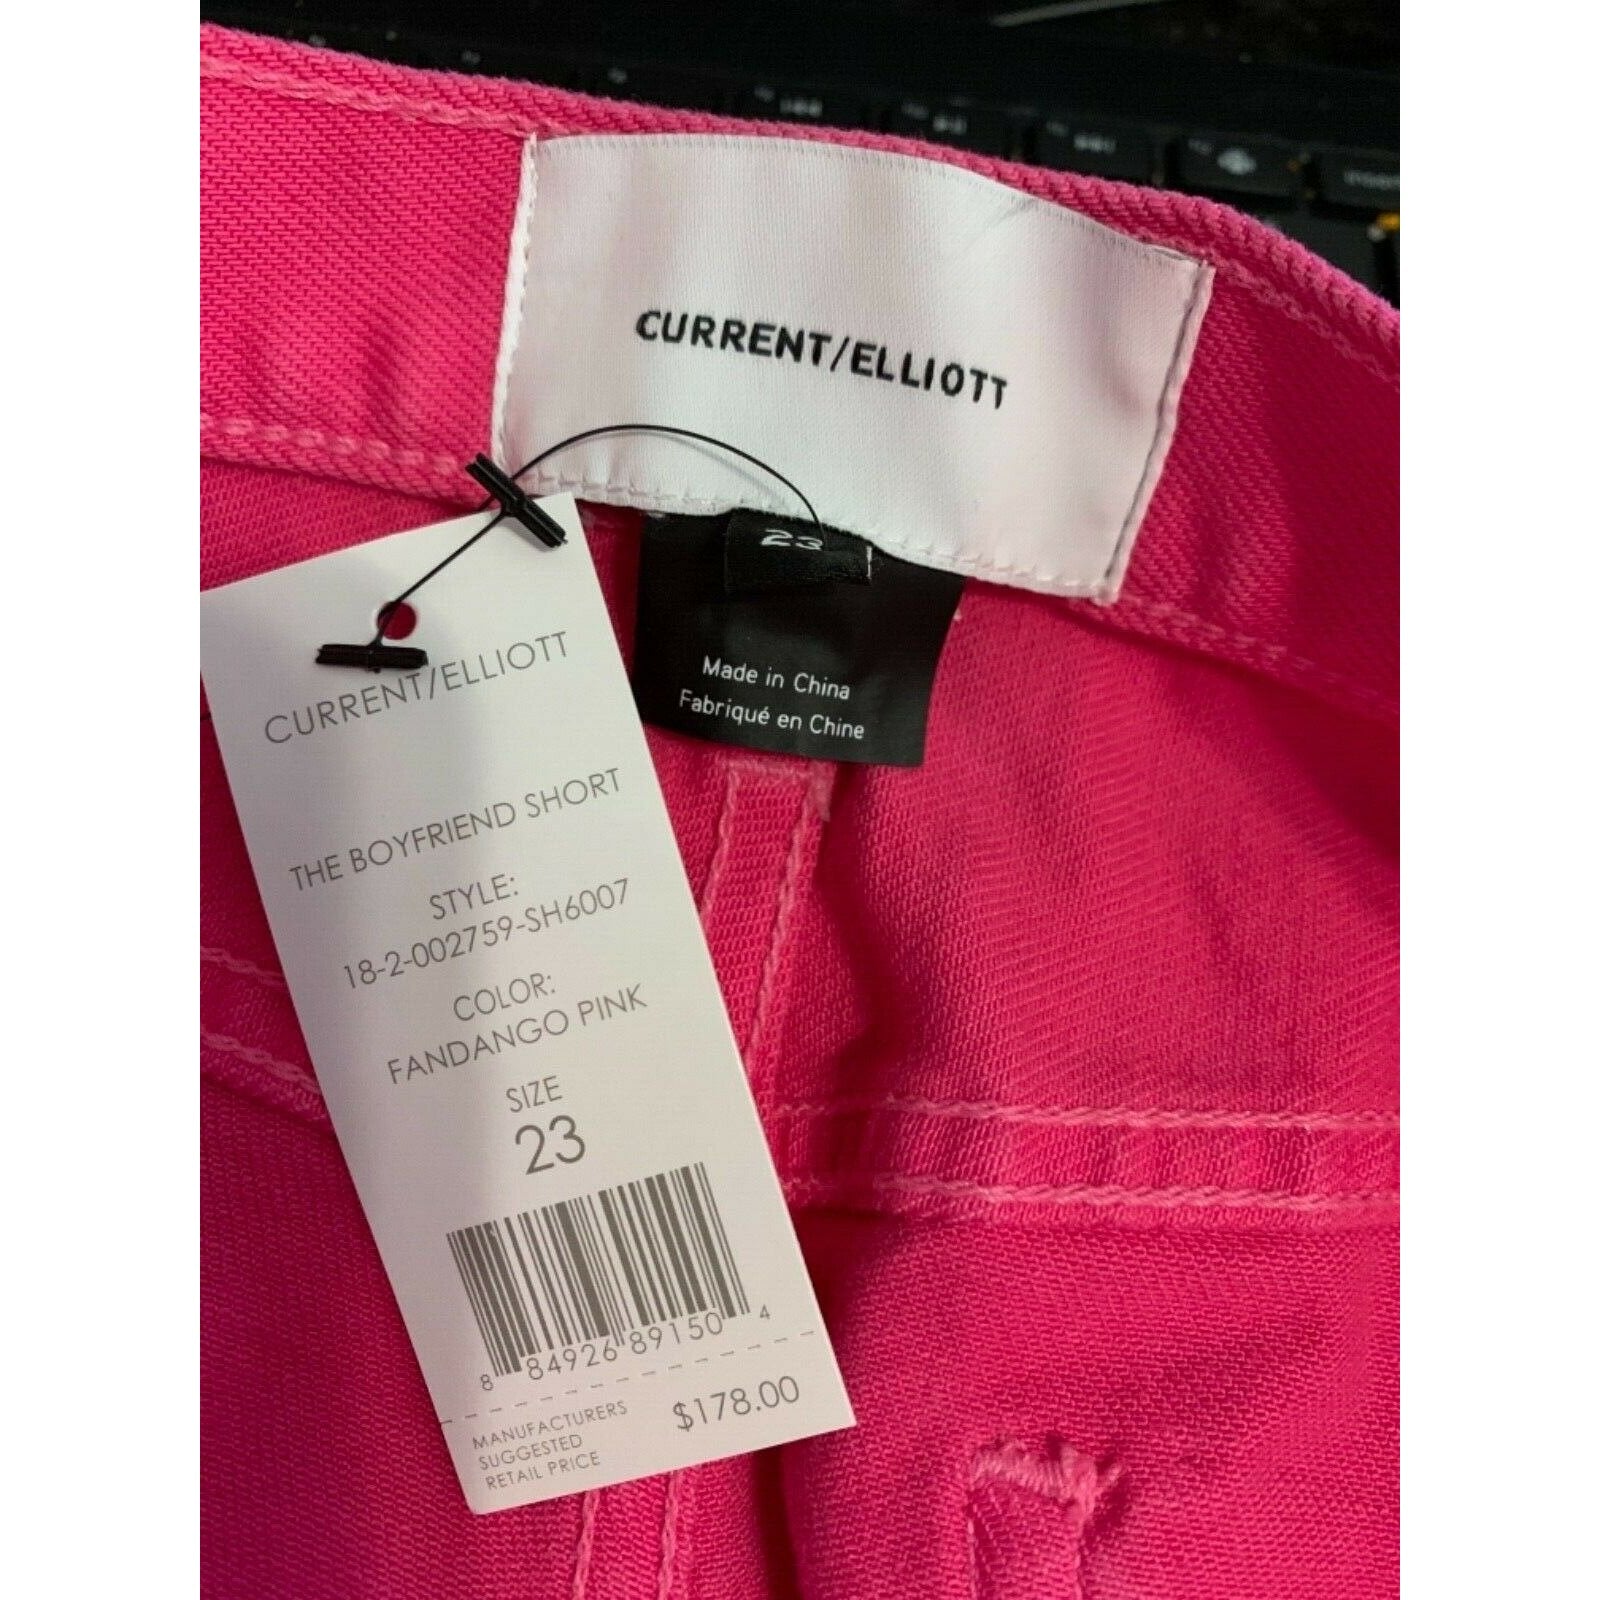 CURRENT/ELLIOTT
23
Made in China
Fabriqué en Chine
CURRENT/ELLIOTT
THE BOYFRIEND SHORT
STYLE:
18-2-002759-SH6007
COLOR:
FANDANGO PINK
SIZE
23
8 84926 89150 4
MANUFACTURERS
SUGGESTED
RETAIL PRICE
$178.00